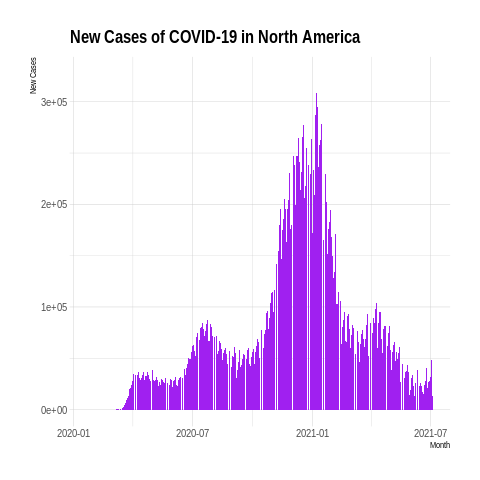 New Cases of COVID-19 in North America
New Cases
3e+05
2e+05
1e+05
0e+00
2020-01
2020-07
2021-01
2021-07
Month